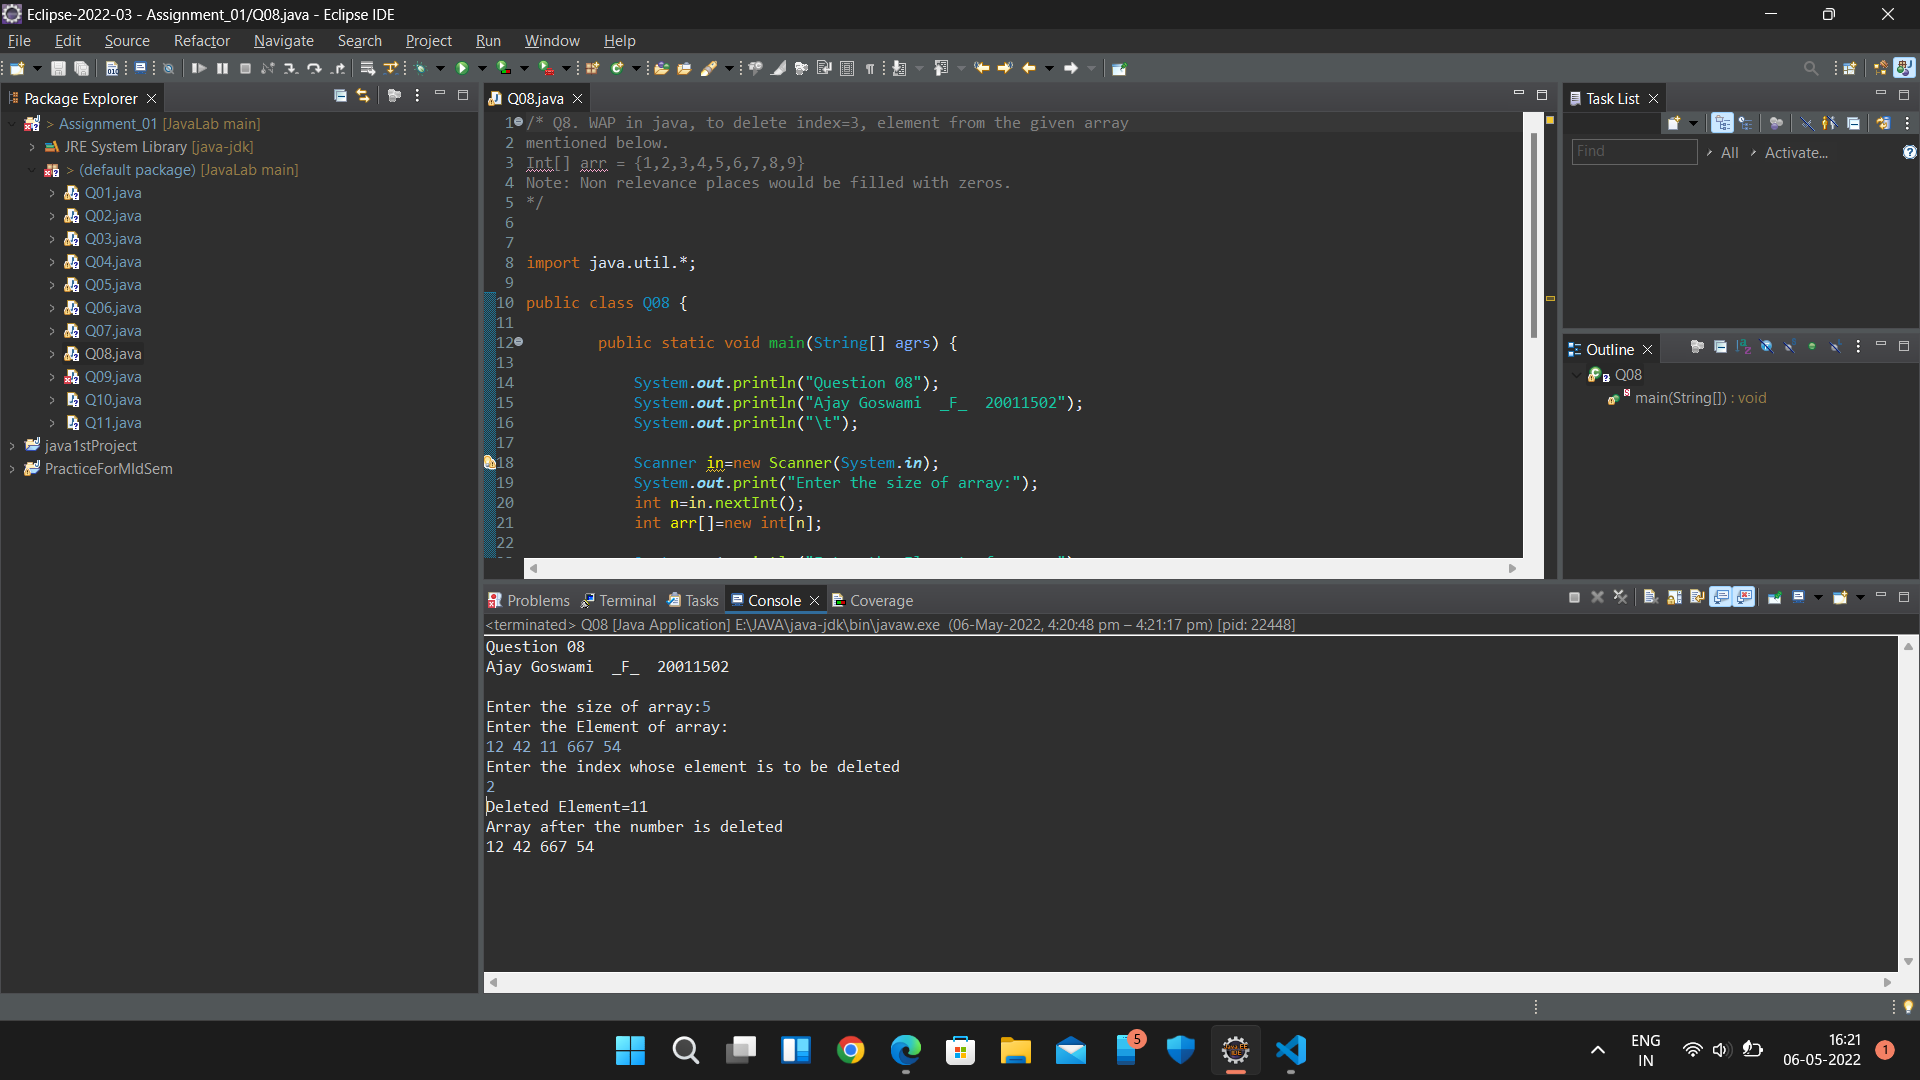 Eclipse-2022-03 - Assignment_01/Q08.java - Eclipse IDE
File Edit Source Refactor Navigate Search Project Run Window Help
Package Explorer
> Assignment_01 [JavaLab main]
JRE System Library [java-jdk]
> (default package) [JavaLab main]
Q01.java
Q02.java
Q03.java
Q04.java
Q05.java
Q06.java
Q07.java
Q08.java
Q09.java
Q10.java
Q11.java
java1stProject
PracticeForMIdSem
Q08.java
1 /* Q8. WAP in java, to delete index=3, element from the given array
2 mentioned below.
3 Int[] arr = {1,2,3,4,5,6,7,8,9}
4 Note: Non relevance places would be filled with zeros.
5 */
6
7
8 import java.util.*;
9
10 public class Q08 {
11
12 public static void main(String[] agrs) {
13
14 System.out.println("Question 08");
15 System.out.println("Ajay Goswami  _F_  20011502");
16 System.out.println("\t");
17
18 Scanner in=new Scanner(System.in);
19 System.out.print("Enter the size of array:");
20 int n=in.nextInt();
21 int arr[]=new int[n];
22
Task List
Find
All
Activate...
Outline
Q08
main(String[]) : void
Problems Terminal Tasks Console Coverage
<terminated> Q08 [Java Application] E:\JAVA\java-jdk\bin\javaw.exe (06-May-2022, 4:20:48 pm – 4:21:17 pm) [pid: 22448]
Question 08
Ajay Goswami  _F_  20011502
Enter the size of array:5
Enter the Element of array:
12 42 11 667 54
Enter the index whose element is to be deleted
2
Deleted Element=11
Array after the number is deleted
12 42 667 54
5
ENG
IN
16:21
06-05-2022
1